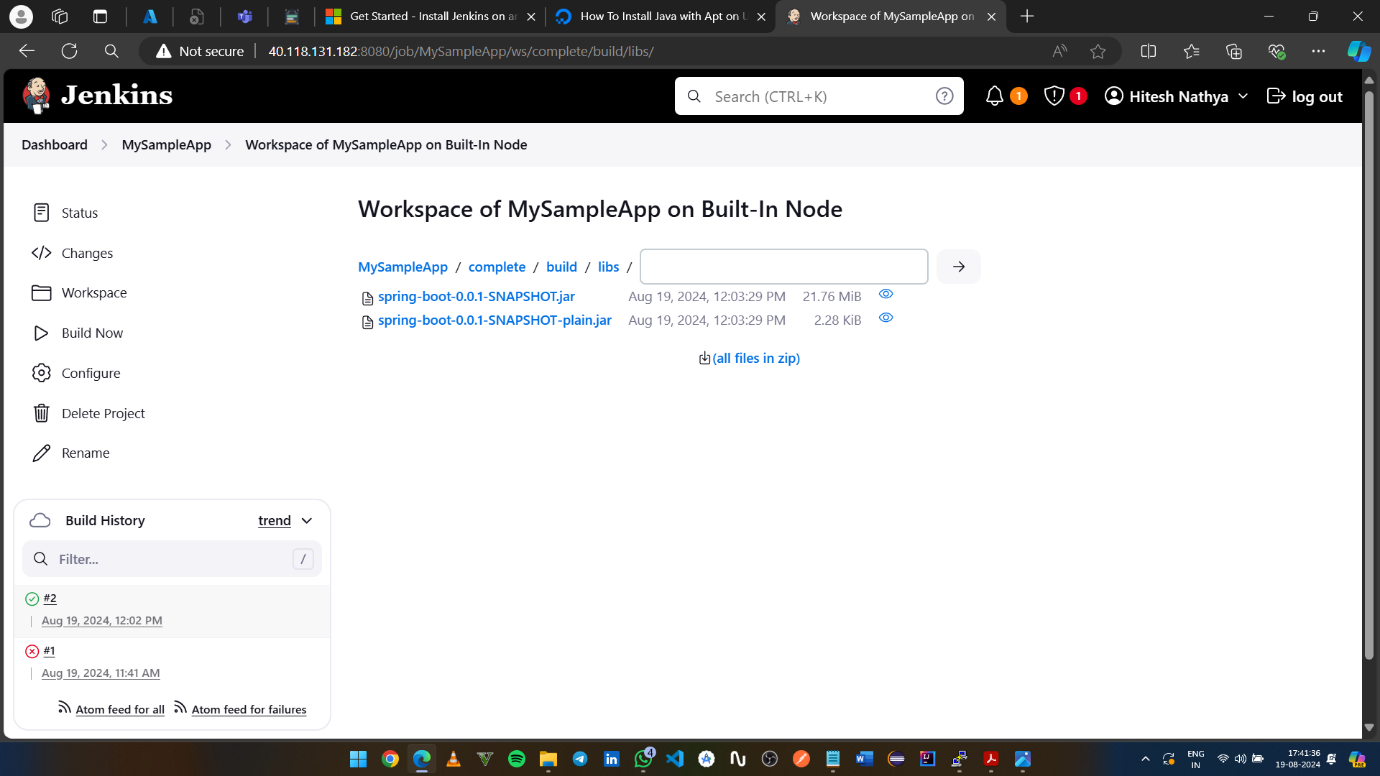 Get Started - Install Jenkins on an
How To Install Java with Apt on U
Workspace of MySampleApp on
Not secure
40.118.131.182:8080/job/MySampleApp/ws/complete/build/libs/
Jenkins
Search (CTRL+K)
1
1
Hitesh Nathya
log out
Dashboard
MySampleApp
Workspace of MySampleApp on Built-In Node
Status
Changes
Workspace
Build Now
Configure
Delete Project
Rename
Workspace of MySampleApp on Built-In Node
MySampleApp / complete / build / libs /
spring-boot-0.0.1-SNAPSHOT.jar Aug 19, 2024, 12:03:29 PM 21.76 MiB
spring-boot-0.0.1-SNAPSHOT-plain.jar Aug 19, 2024, 12:03:29 PM 2.28 KiB
(all files in zip)
Build History trend
Filter... /
#2
Aug 19, 2024, 12:02 PM
#1
Aug 19, 2024, 11:41 AM
Atom feed for all Atom feed for failures
4
ENG
IN
17:41:36
19-08-2024